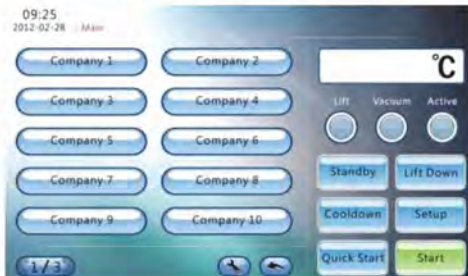 09:25
2012-02-28 Main
Company 1
Company 2
Company 3
Company 4
Company 5
Company 6
Company 7
Company 8
Company 9
Company 10
1/3
°C
Lift Vacuum Active
Standby
Lift Down
Cooldown
Setup
Quick Start
Start